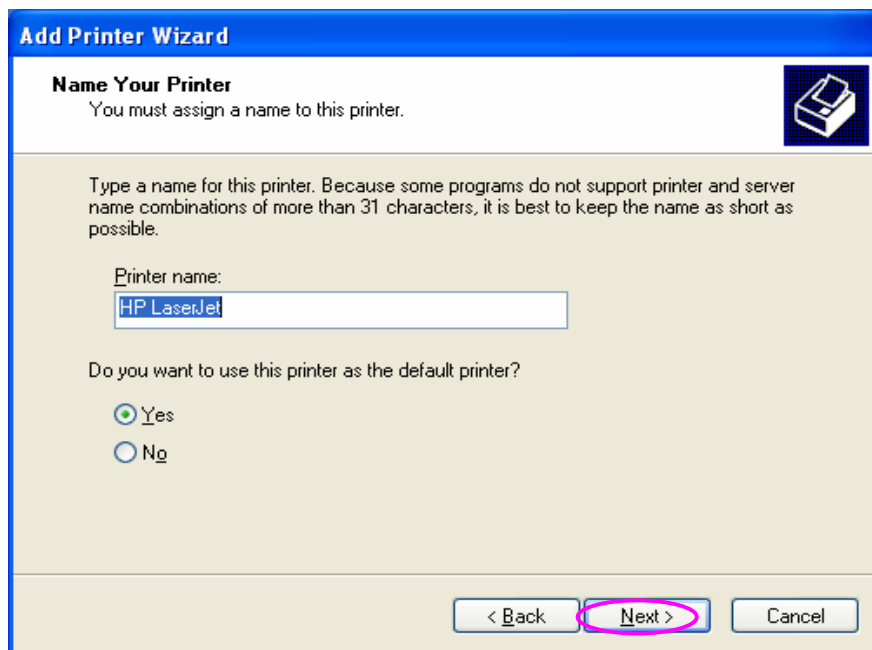 Add Printer Wizard
Name Your Printer
You must assign a name to this printer.
Type a name for this printer. Because some programs do not support printer and server
name combinations of more than 31 characters, it is best to keep the name as short as
possible.
Printer name:
HP LaserJet
Do you want to use this printer as the default printer?
Yes
No
< Back Next > Cancel